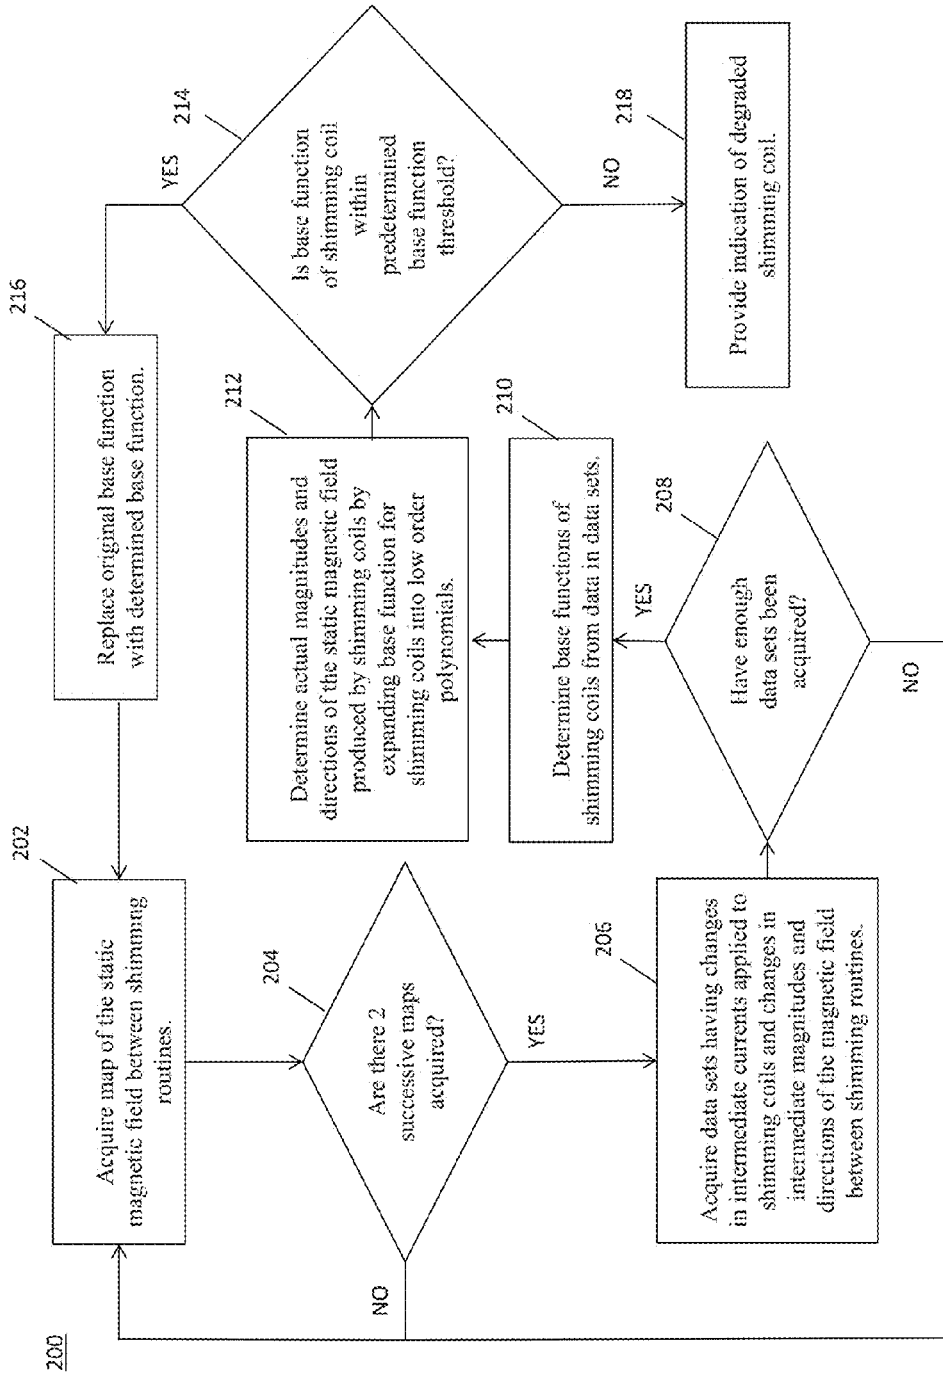 200
202
Acquire map of the static
magnetic field between shimming
routines.
204
Are there 2
successive maps
acquired?
NO
YES
206
Acquire data sets having changes
in intermediate currents applied to
shimming coils and changes in
intermediate magnitudes and
directions of the magnetic field
between shimming routines.
208
Have enough
data sets been
acquired?
NO
YES
210
Determine base functions of
shimming coils from data in data sets.
212
Determine actual magnitudes and
directions of the static magnetic field
produced by shimming coils by
expanding base function for
shimming coils into low order
polynomials.
214
Is base function
of shimming coil
within
predetermined
base function
threshold?
YES
NO
216
Replace original base function
with determined base function.
218
Provide indication of degraded
shimming coil.